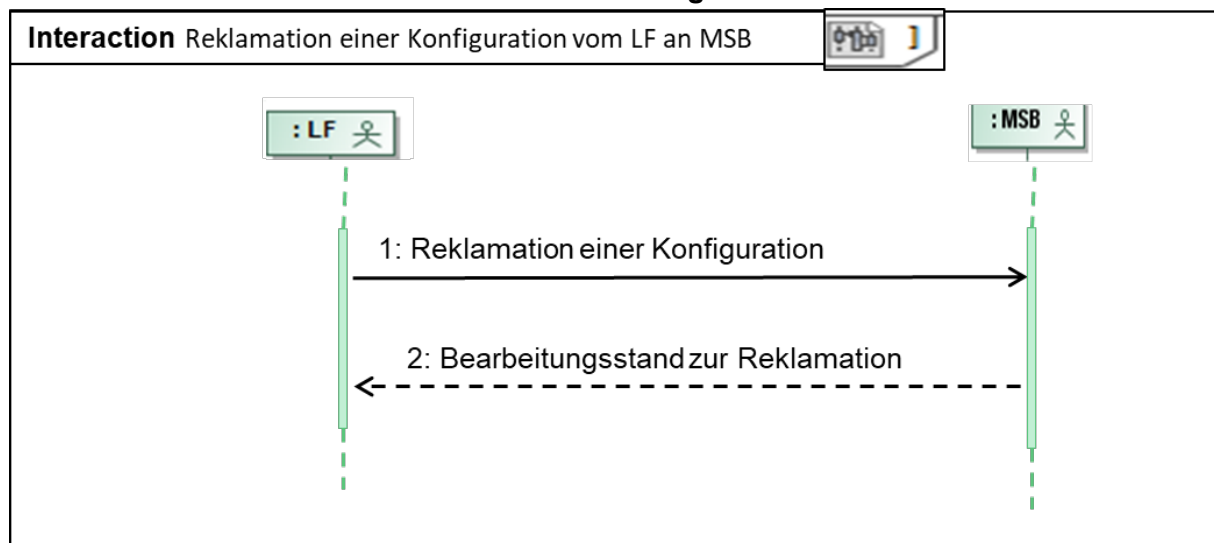 Interaction Reklamation einer Konfiguration vom LF an MSB
: LF
: MSB
1: Reklamation einer Konfiguration
2: Bearbeitungsstand zur Reklamation